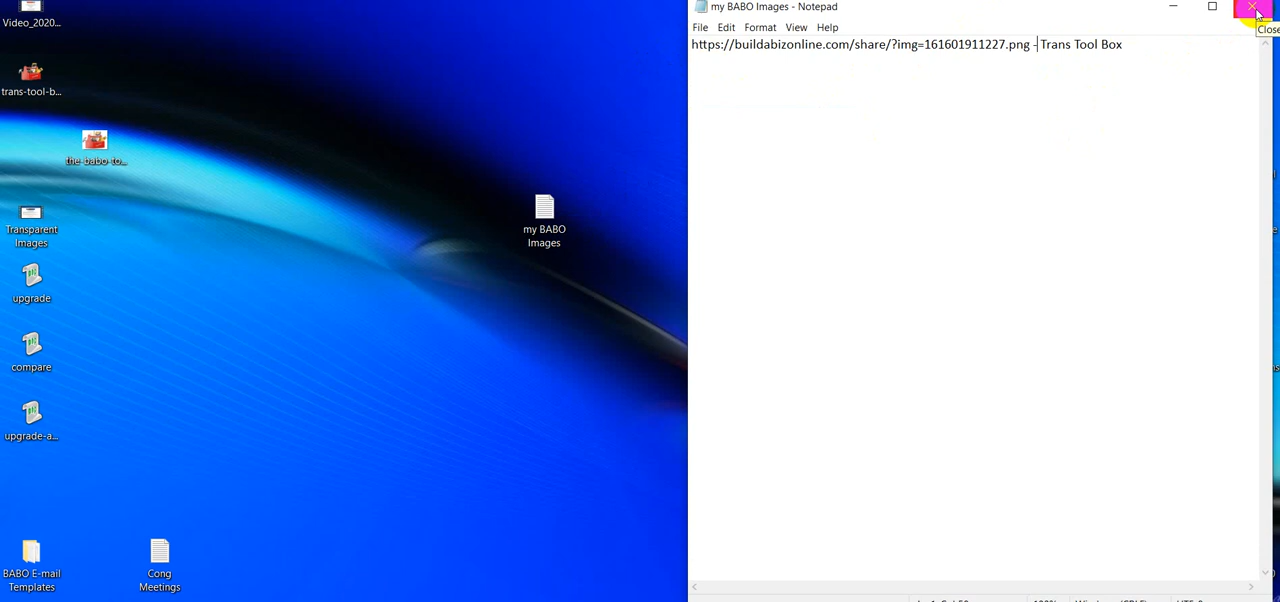 Video_2020...
trans-tool-b...
the-babo-to...
Transparent
Images
upgrade
compare
upgrade-a...
BABO E-mail
Templates
Cong
Meetings
my BABO
Images
my BABO Images - Notepad
File Edit Format View Help
https://buildabizonline.com/share/?img=161601911227.png - Trans Tool Box
Close